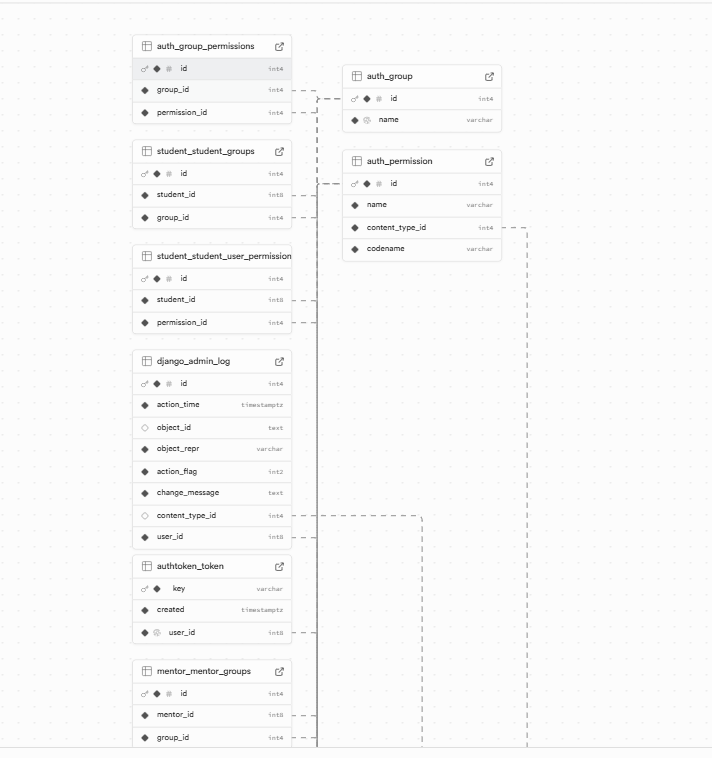 auth_group_permissions
# id int4
group_id int4
permission_id int4
student_student_groups
# id int4
student_id int8
group_id int4
student_student_user_permission
# id int4
student_id int8
permission_id int4
django_admin_log
# id int4
action_time timestamptz
object_id text
object_repr varchar
action_flag int2
change_message text
content_type_id int4
user_id int8
authtoken_token
key varchar
created timestamptz
user_id int8
mentor_mentor_groups
# id int4
mentor_id int8
group_id int4
auth_group
# id int4
name varchar
auth_permission
# id int4
name varchar
content_type_id int4
codename varchar